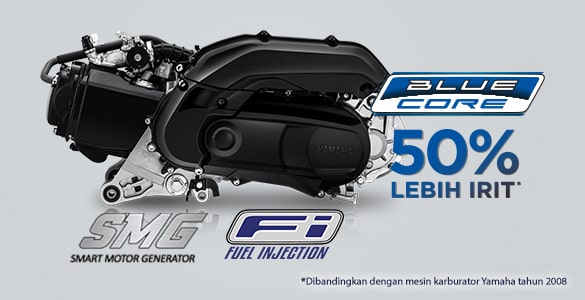 BLUE
CORE
YAMAHA
50%
LEBIH IRIT*
SMG
SMART MOTOR GENERATOR
Fi
FUEL INJECTION
*Dibandingkan dengan mesin karburator Yamaha tahun 2008